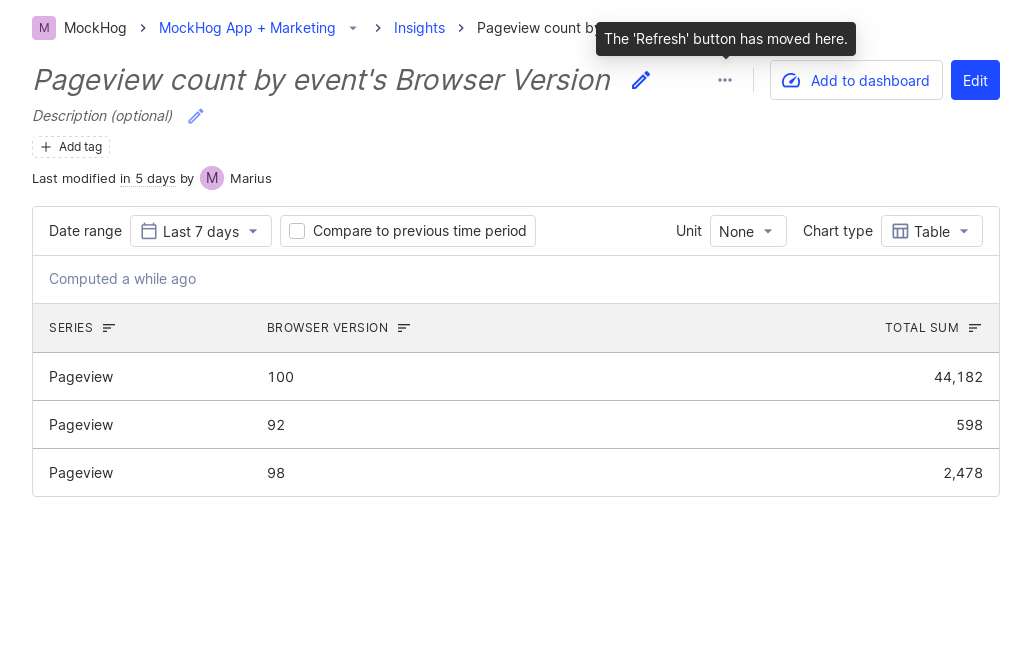 M MockHog > MockHog App + Marketing > Insights > Pageview count by
The 'Refresh' button has moved here.
Pageview count by event's Browser Version
Add to dashboard
Edit
Description (optional)
Add tag
Last modified in 5 days by M Marius
Date range Last 7 days Compare to previous time period Unit None Chart type Table
Computed a while ago
SERIES BROWSER VERSION TOTAL SUM
Pageview 100 44,182
Pageview 92 598
Pageview 98 2,478